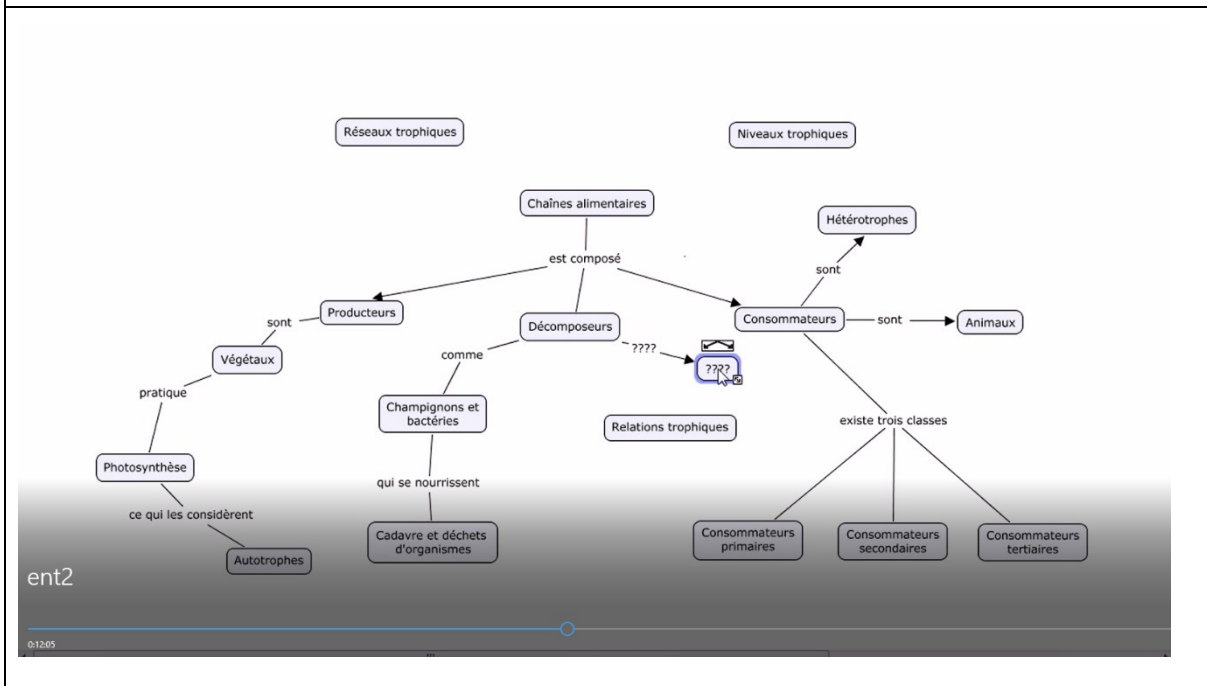 Réseaux trophiques
Niveaux trophiques
Chaînes alimentaires
Hétérotrophes
est composé
sont
Producteurs
sont
Décomposeurs
Consommateurs
sont
Animaux
Végétaux
comme
????
????
pratique
Champignons et
bactéries
Relations trophiques
existe trois classes
Photosynthèse
qui se nourrissent
ce qui les considèrent
Cadavre et déchets
d'organismes
Consommateurs
primaires
Consommateurs
secondaires
Consommateurs
tertiaires
Autotrophes
ent2
0:12:05